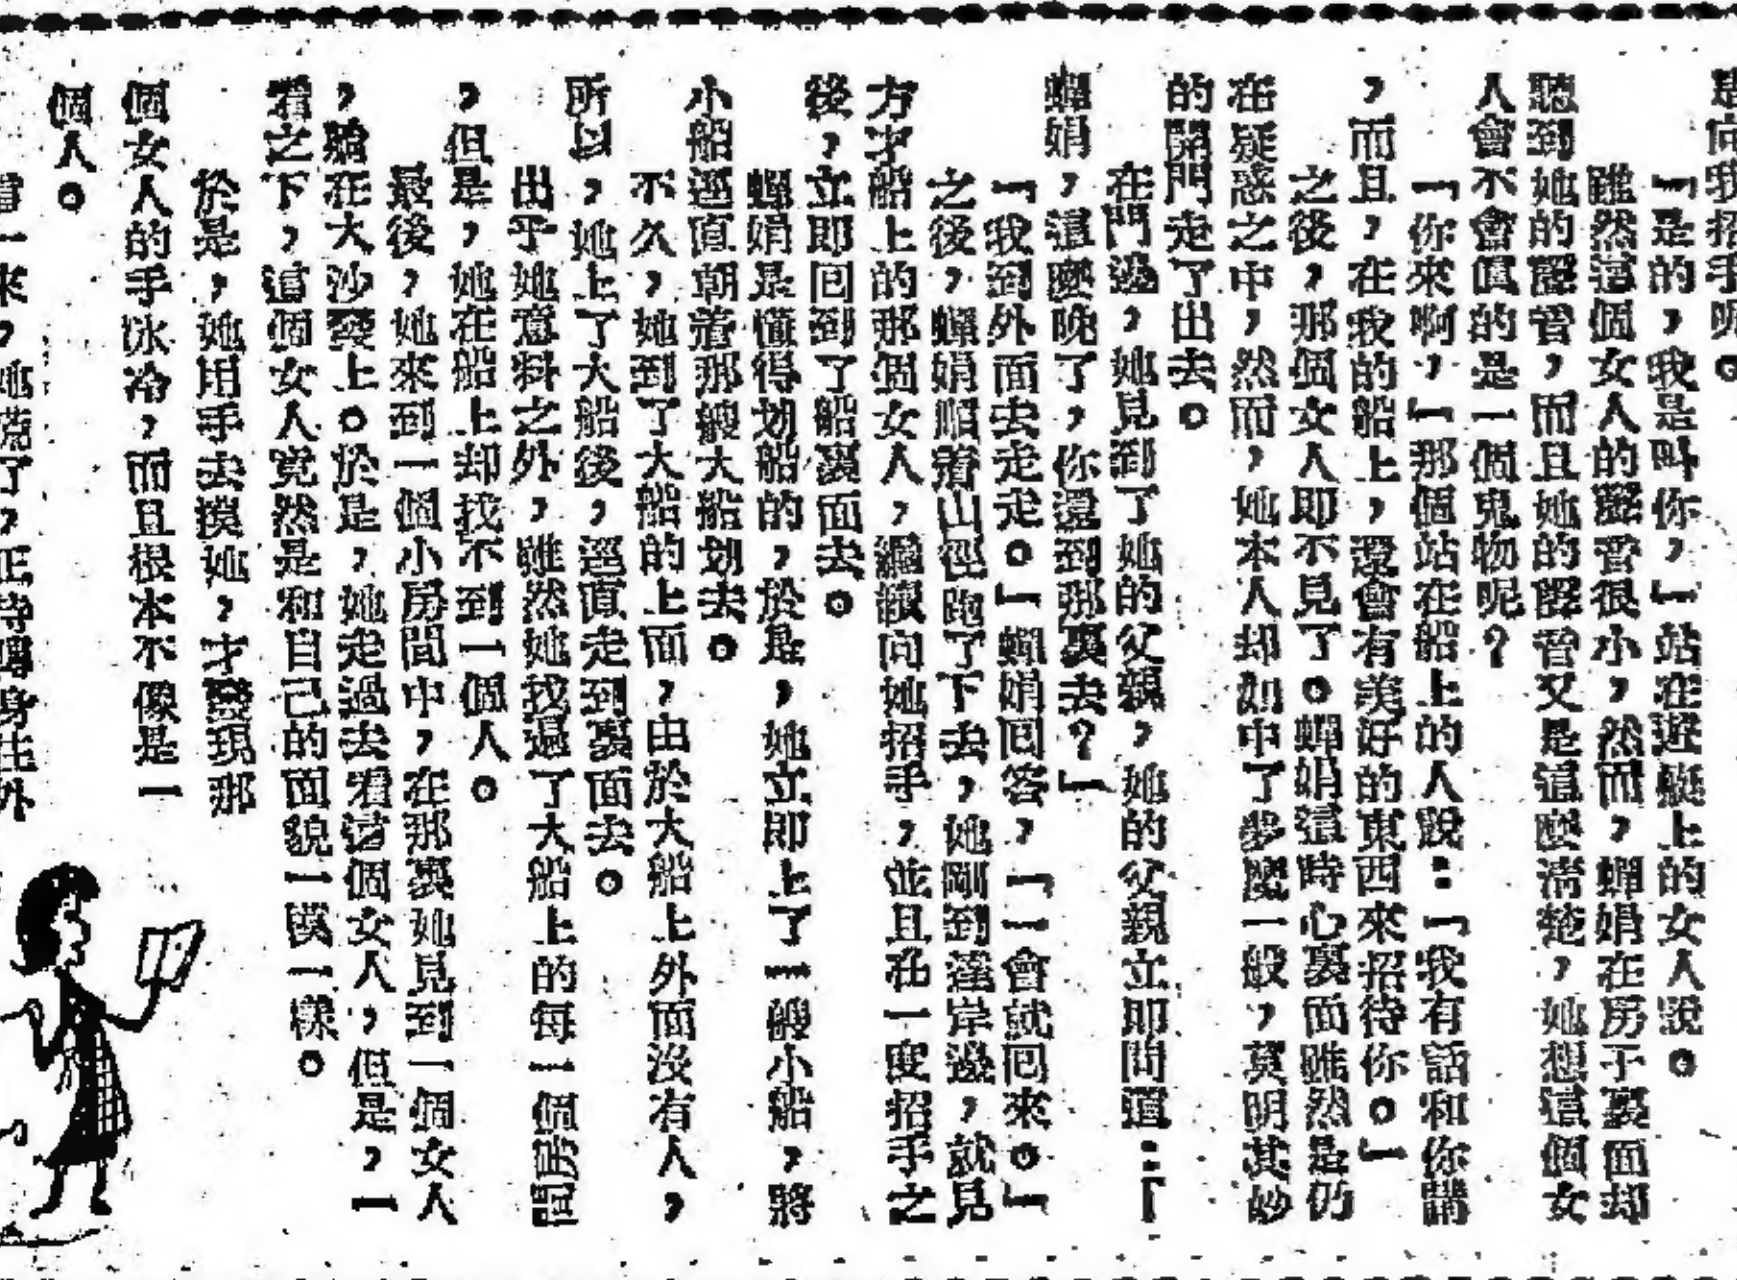 是向我招手呢。
「是的，我是叫你，」站在遊艇上的女人說。
雖然這個女人的聲音很小，然而，蟬娟在房子裏面却
聽到她的聲音，而且她的聲音又是這麼清楚，她想這個女
人會不會真的是一個鬼物呢？
「你來啊，」那個站在船上的人說：「我有話和你講
，而且，在我的船上，還會有美好的東西來招待你。」
之後，那個女人即不見了。蟬娟這時心裏面雖然是仍
在疑惑之中，然而，她本人却如中了夢魘一般，莫明其妙
的開門走了出去。
在門邊，她見到了她的父親，她的父親立即問道：「
蟬娟，這麼晚了，你還到那裏去？」
「我到外面去走走。」蟬娟回答，「一會就回來。」
之後，蟬娟沿着山徑跑了下去，她剛到達岸邊，就見
方才船上的那個女人，繼續向她招手，並且在一度招手之
後，立即回到了船裏面去。
蟬娟是懂得划船的，於是，她立即上了一艘小船，將
小船逕直朝着那艘大船划去。
不久，她到了大船的上面，由於大船上外面沒有人，
所以，她上了大船後，逕直走到裏面去。
出乎她意料之外，雖然她找過了大船上的每一個房間
，但是，她在船上却找不到一個人。
最後，她來到一個小房間中，在那裏她見到一個女人
，躺在大沙發上。於是，她走過去看這個女人，但是，一
看之下，這個女人竟然是和自己的面貌一模一樣。
於是，她用手去摸她，才發現那
個女人的手冰冷，而且根本不像是一
個人。
這一來，她慌了，正待轉身往外